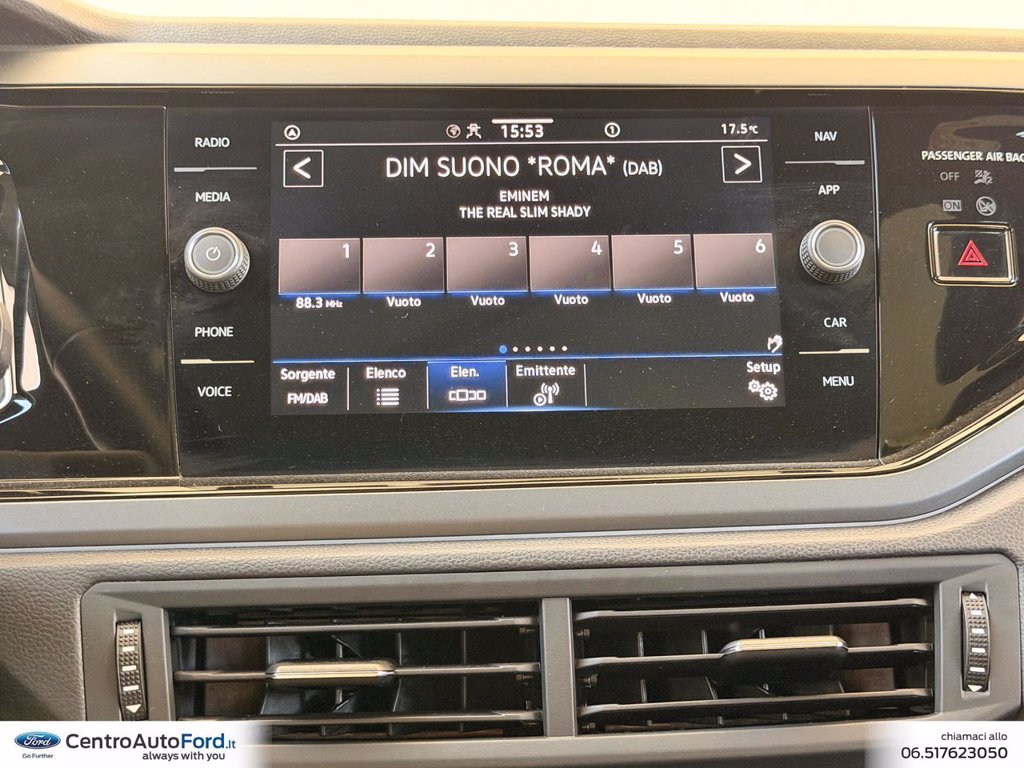 RADIO
MEDIA
PHONE
VOICE
15:53
1
17.5°C
<
DIM SUONO *ROMA* (DAB)
>
EMINEM
THE REAL SLIM SHADY
1 2 3 4 5 6
88.3 MHz Vuoto Vuoto Vuoto Vuoto Vuoto
Sorgente Elenco Elen. Emittente Setup
FM/DAB
NAV
APP
CAR
MENU
PASSENGER AIR BAG
OFF
ON
Ford
Go Further
CentroAutoFord.it
always with you
chiamaci allo
06.517623050